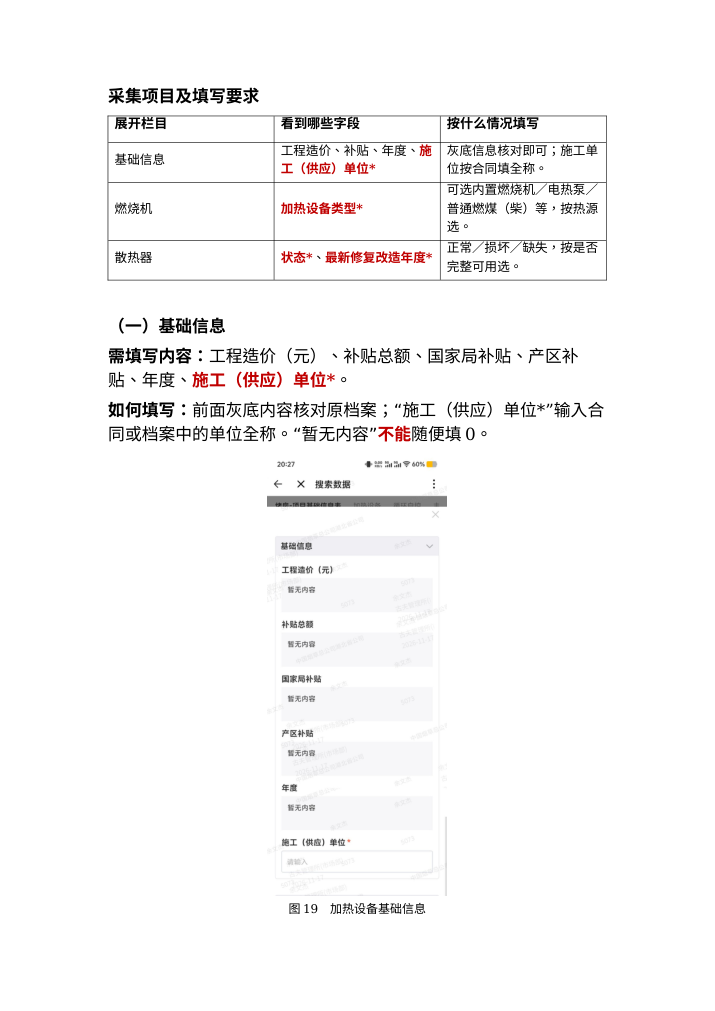 采集项目及填写要求
展开栏目
看到哪些字段
按什么情况填写
基础信息
工程造价、补贴、年度、施
工（供应）单位*
灰底信息核对即可；施工单
位按合同填全称。
燃烧机
加热设备类型*
可选内置燃烧机／电热泵／
普通燃煤（柴）等，按热源
选。
散热器
状态*、最新修复改造年度*
正常／损坏／缺失，按是否
完整可用选。
（一）基础信息
需填写内容：工程造价（元）、补贴总额、国家局补贴、产区补
贴、年度、施工（供应）单位*。
如何填写：前面灰底内容核对原档案；“施工（供应）单位*”输入合
同或档案中的单位全称。“暂无内容”不能随便填 0。
20:27
60%
搜索数据
基础信息
工程造价（元）
暂无内容
补贴总额
暂无内容
国家局补贴
暂无内容
产区补贴
暂无内容
年度
暂无内容
施工（供应）单位*
请输入
图 19　加热设备基础信息